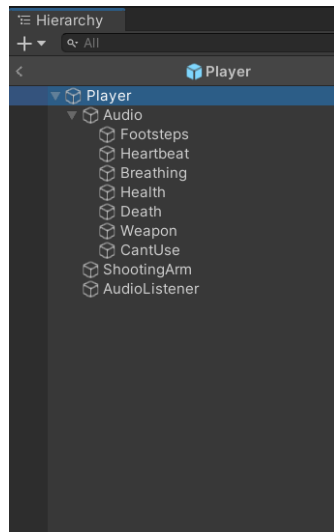 Hierarchy
All
Player
Player
Audio
Footsteps
Heartbeat
Breathing
Health
Death
Weapon
CantUse
ShootingArm
AudioListener